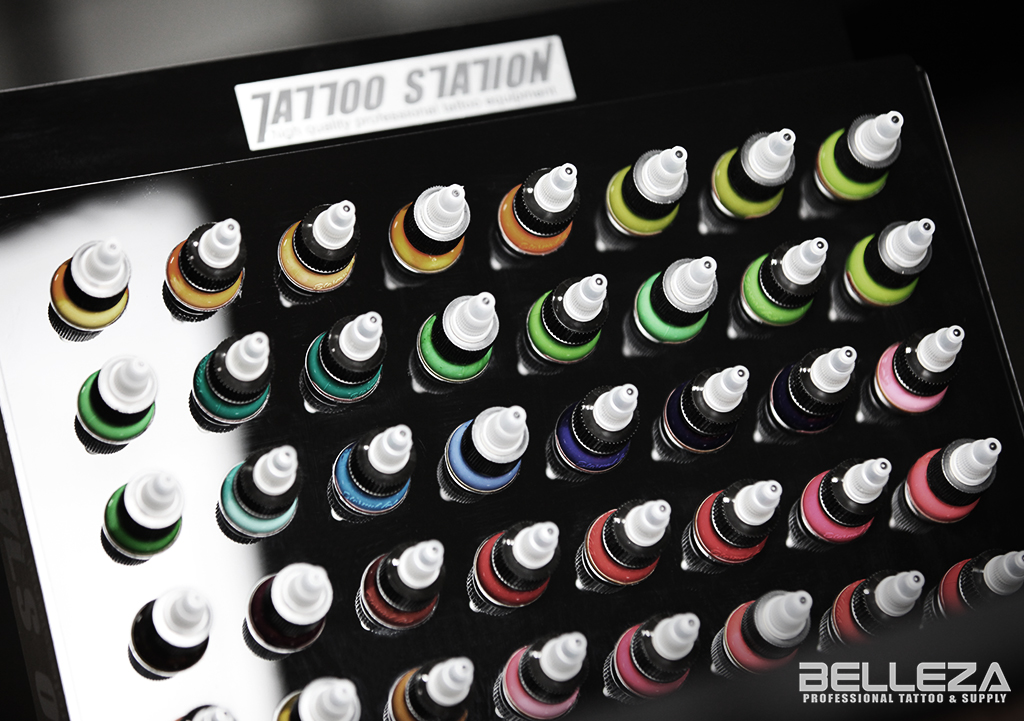 TATTOO STATION
high quality professional tattoo equipment
BELLEZA
PROFESSIONAL TATTOO & SUPPLY